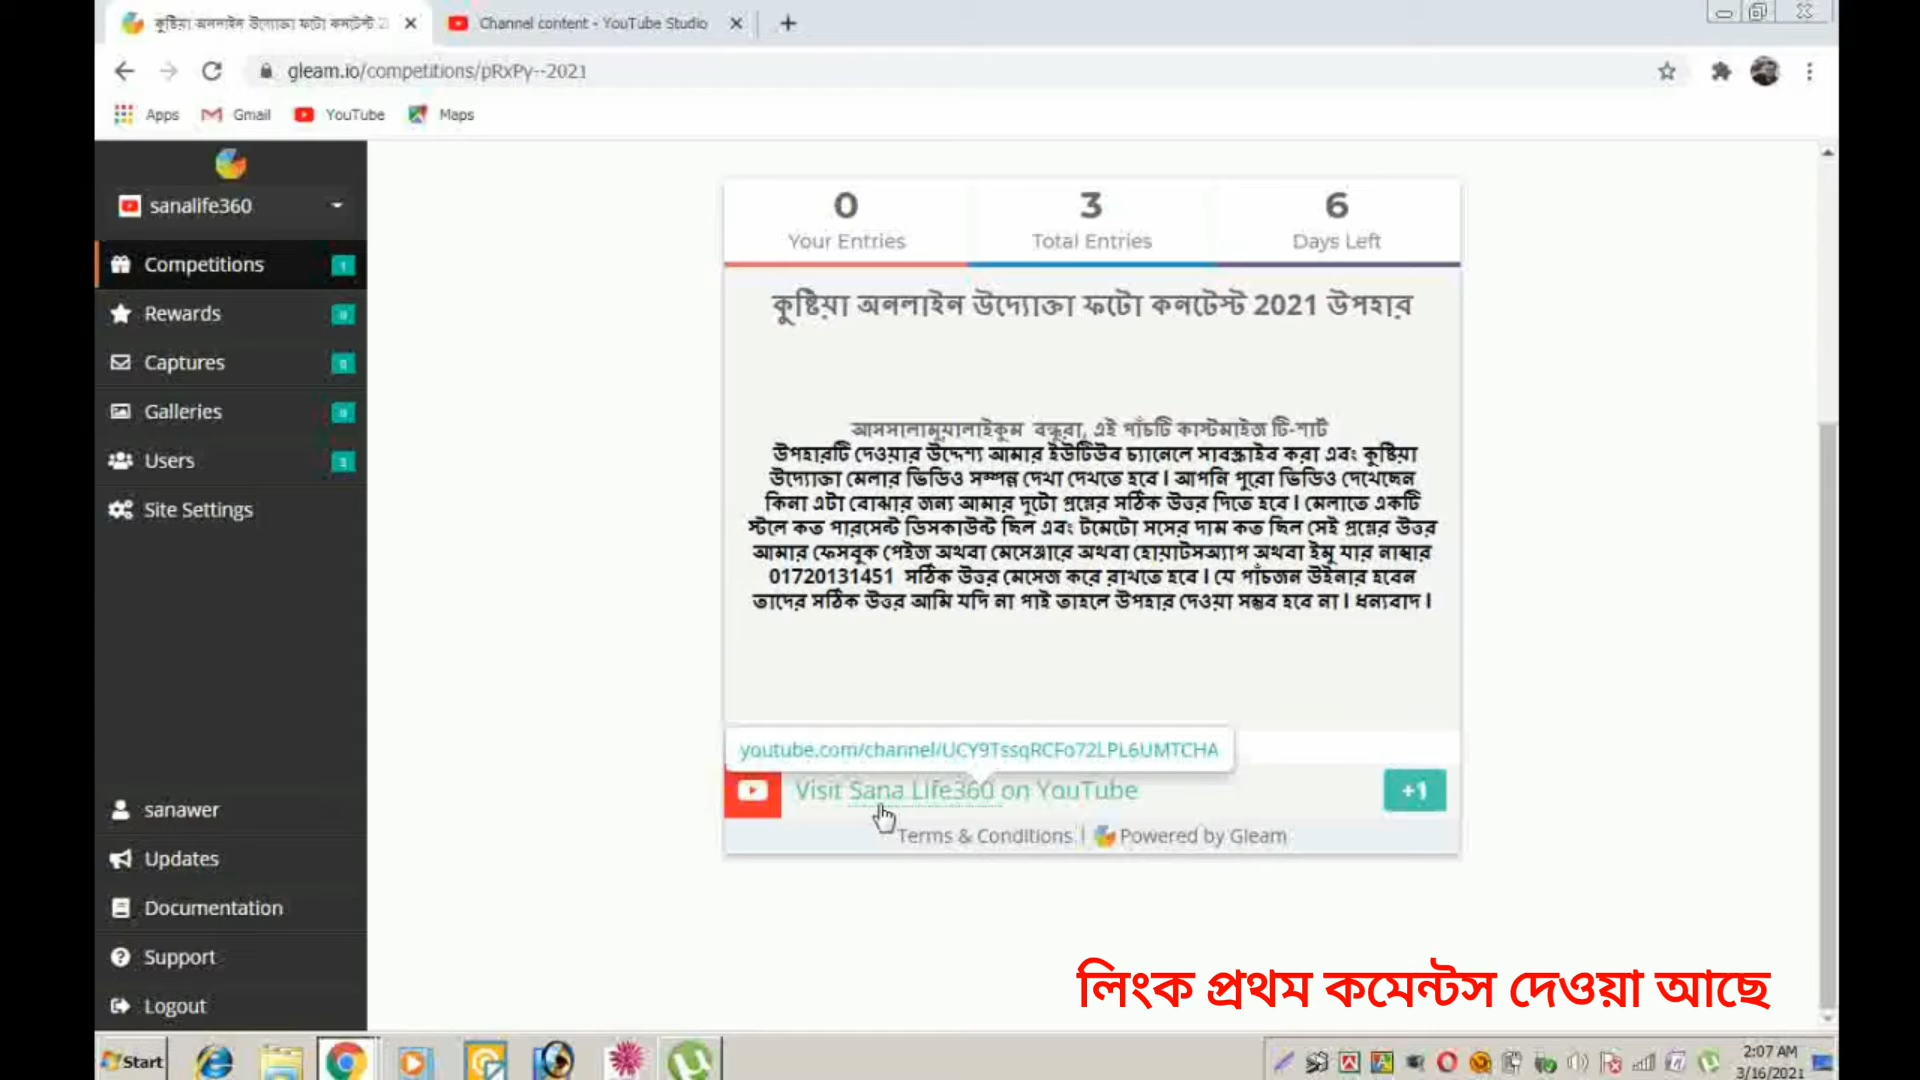 কুষ্টিয়া অনলাইন উদ্যোক্তা ফটো কনটেস্ট 2
Channel content - YouTube Studio
gleam.io/competitions/pRxPy--2021
Apps Gmail YouTube Maps
sanalife360
Competitions 1
Rewards 0
Captures 0
Galleries 0
Users 3
Site Settings
sanawer
Updates
Documentation
Support
Logout
0 3 6
Your Entries Total Entries Days Left
কুষ্টিয়া অনলাইন উদ্যোক্তা ফটো কনটেস্ট 2021 উপহার
আসসালামুয়ালাইকুম বন্ধুরা, এই পাঁচটি কাস্টমাইজ টি-শার্ট
উপহারটি দেওয়ার উদ্দেশ্য আমার ইউটিউব চ্যানেলে সাবস্ক্রাইব করা এবং কুষ্টিয়া
উদ্যোক্তা মেলার ভিডিও সম্পন্ন দেখা দেখতে হবে। আপনি পুরো ভিডিও দেখেছেন
কিনা এটা বোঝার জন্য আমার দুটো প্রশ্নের সঠিক উত্তর দিতে হবে। মেলাতে একটি
স্টলে কত পারসেন্ট ডিসকাউন্ট ছিল এবং টমেটো সসের দাম কত ছিল সেই প্রশ্নের উত্তর
আমার ফেসবুক পেইজ অথবা মেসেঞ্জারে অথবা হোয়াটসঅ্যাপ অথবা ইমু যার নাম্বার
01720131451 সঠিক উত্তর মেসেজ করে রাখতে হবে। যে পাঁচজন উইনার হবেন
তাদের সঠিক উত্তর আমি যদি না পাই তাহলে উপহার দেওয়া সম্ভব হবে না। ধন্যবাদ।
youtube.com/channel/UCY9TssqRCFo72LPL6UMTCHA
Visit Sana Life360 on YouTube +1
Terms & Conditions | Powered by Gleam
লিংক প্রথম কমেন্টস দেওয়া আছে
Start
2:07 AM
3/16/2021